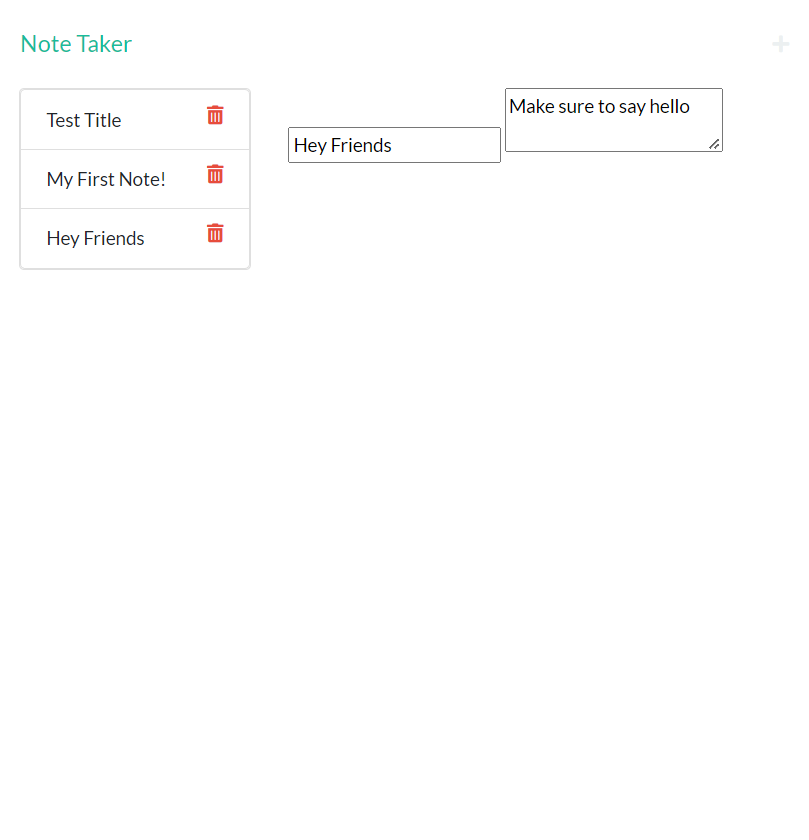 Note Taker
Test Title
My First Note!
Hey Friends
Hey Friends
Make sure to say hello